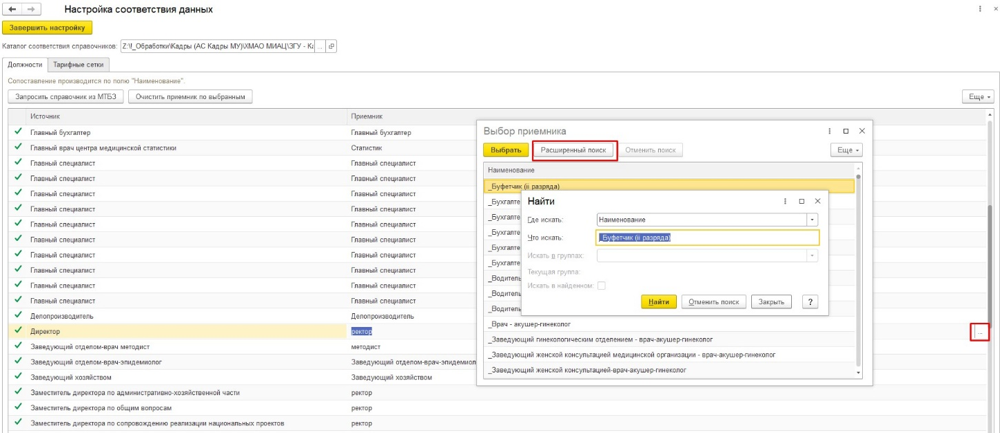 Настройка соответствия данных
Завершить настройку
Каталог соответствия справочников: Z:\!_Обработки\Кадры (АС Кадры МУ)\ХМАО МИАЦ\ЗГУ - Ка ...
Должности Тарифные сетки
Сопоставление производится по полю "Наименование".
Запросить справочник из МТБЗ Очистить приемник по выбранным Еще
Источник Приемник
Главный бухгалтер Главный бухгалтер
Главный врач центра медицинской статистики Статистик
Главный специалист Главный специалист
Главный специалист Главный специалист
Главный специалист Главный специалист
Главный специалист Главный специалист
Главный специалист Главный специалист
Главный специалист Главный специалист
Главный специалист Главный специалист
Главный специалист Главный специалист
Главный специалист Главный специалист
Главный специалист Главный специалист
Делопроизводитель Делопроизводитель
Директор ректор ...
Заведующий отделом-врач методист методист
Заведующий отделом-врач-эпидемиолог Заведующий отделом-врач-эпидемиол
Заведующий хозяйством Заведующий хозяйством
Заместитель директора по административно-хозяйственной части ректор
Заместитель директора по общим вопросам ректор
Заместитель директора по сопровождению реализации национальных проектов ректор
Выбор приемника
Выбрать Расширенный поиск Отменить поиск Еще
Наименование
_Буфетчик (ii разряда)
_Бухгалте
_Бухгалте
_Бухгалте
_Бухгалте
_Бухгалте
_Водитель
_Водитель
_Водитель
_Врач - акушер-гинеколог
_Заведующий гинекологическим отделением - врач-акушер-гинеколог
_Заведующий женской консультацией медицинской организации - врач-акушер-гинеколог
_Заведующий женской консультацией-врач-акушер-гинеколог
Найти
Где искать: Наименование
Что искать: _Буфетчик (ii разряда)
Искать в группах:
Текущая группа:
Искать в найденном:
Найти Отменить поиск Закрыть ?